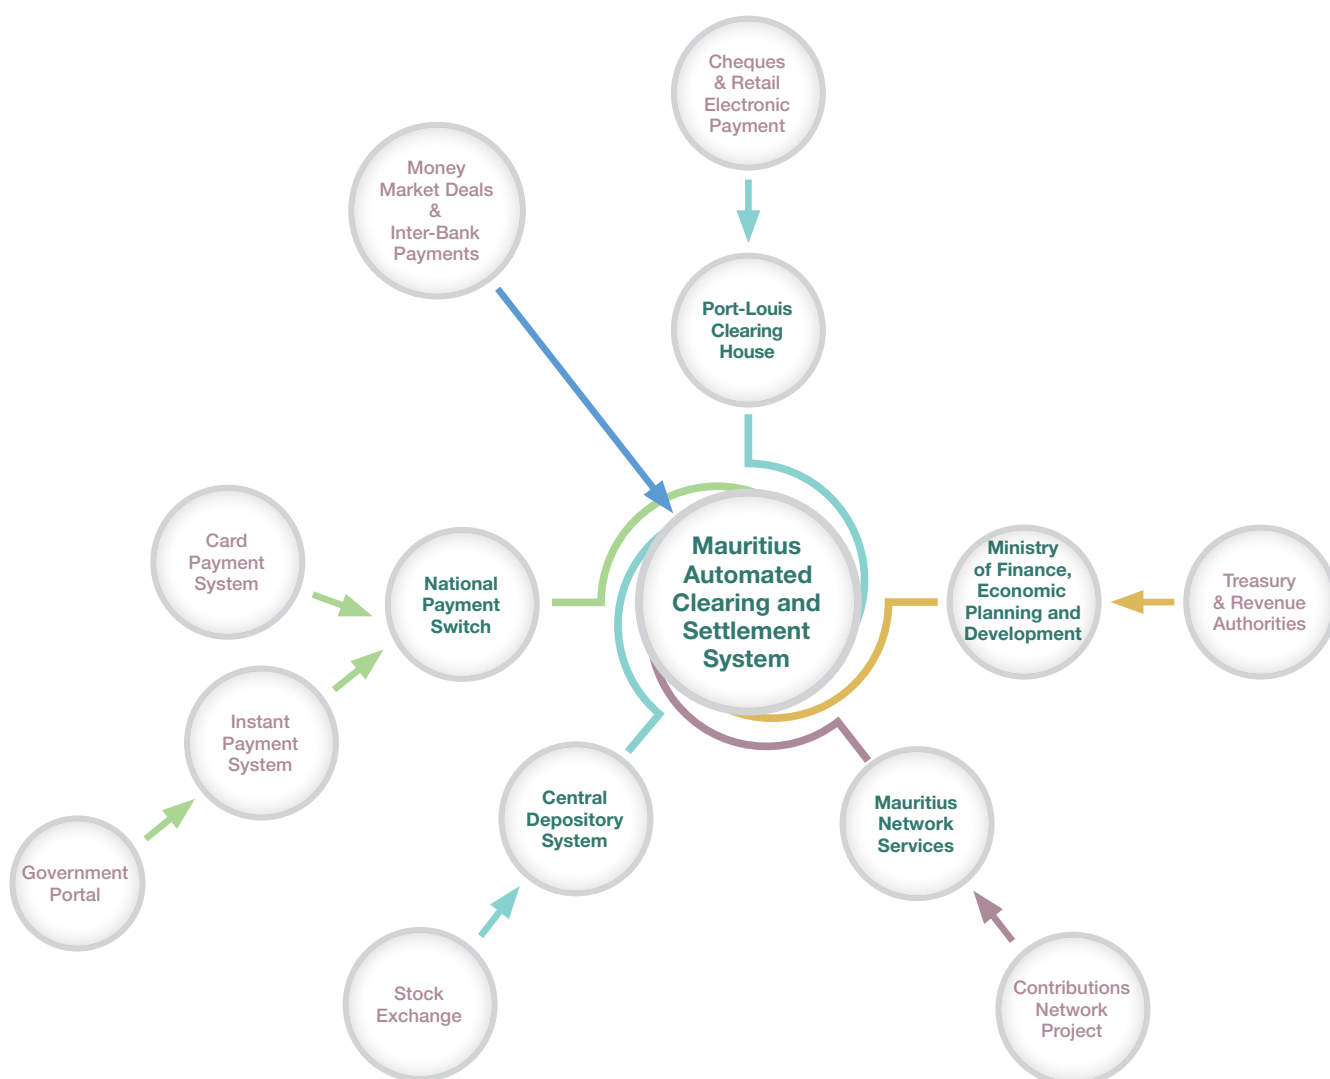 Cheques
& Retail
Electronic
Payment
Money
Market Deals
&
Inter-Bank
Payments
Port-Louis
Clearing
House
Card
Payment
System
National
Payment
Switch
Mauritius
Automated
Clearing and
Settlement
System
Ministry
of Finance,
Economic
Planning and
Development
Treasury
& Revenue
Authorities
Instant
Payment
System
Central
Depository
System
Mauritius
Network
Services
Government
Portal
Stock
Exchange
Contributions
Network
Project